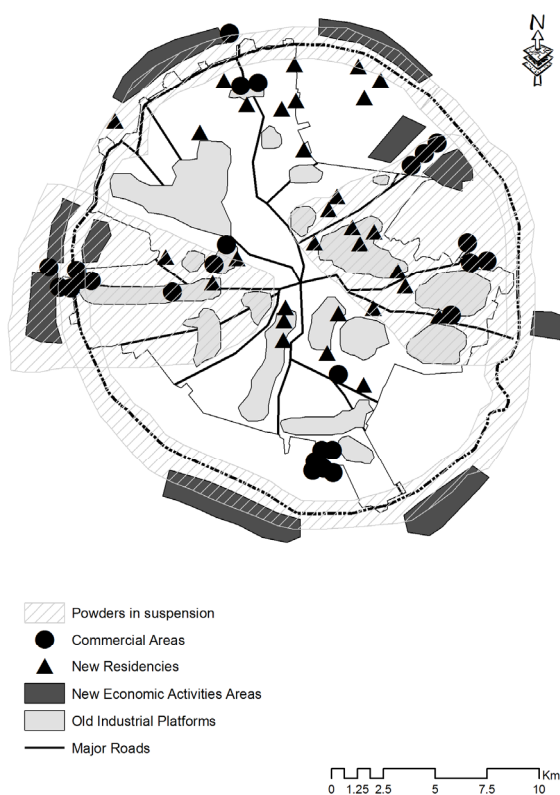 N
Powders in suspension
Commercial Areas
New Residencies
New Economic Activities Areas
Old Industrial Platforms
Major Roads
Km
0 1.25 2.5 5 7.5 10